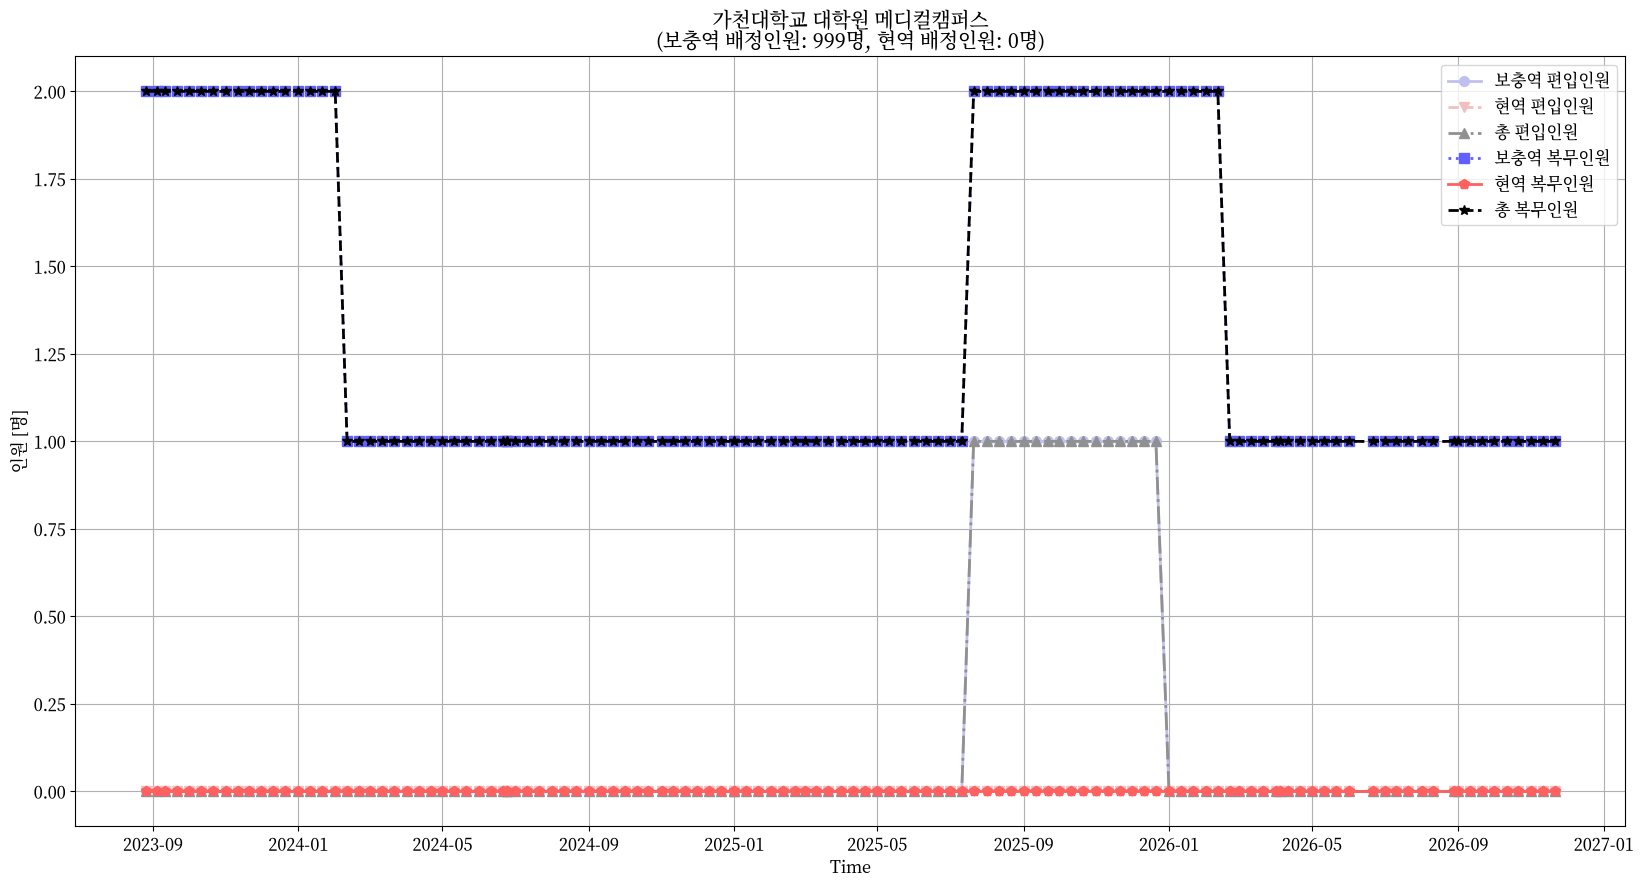 가천대학교 대학원 메디컬캠퍼스
(보충역 배정인원: 999명, 현역 배정인원: 0명)
보충역 편입인원
현역 편입인원
총 편입인원
보충역 복무인원
현역 복무인원
총 복무인원
인원 [명]
2.00
1.75
1.50
1.25
1.00
0.75
0.50
0.25
0.00
2023-09 2024-01 2024-05 2024-09 2025-01 2025-05 2025-09 2026-01 2026-05 2026-09 2027-01
Time